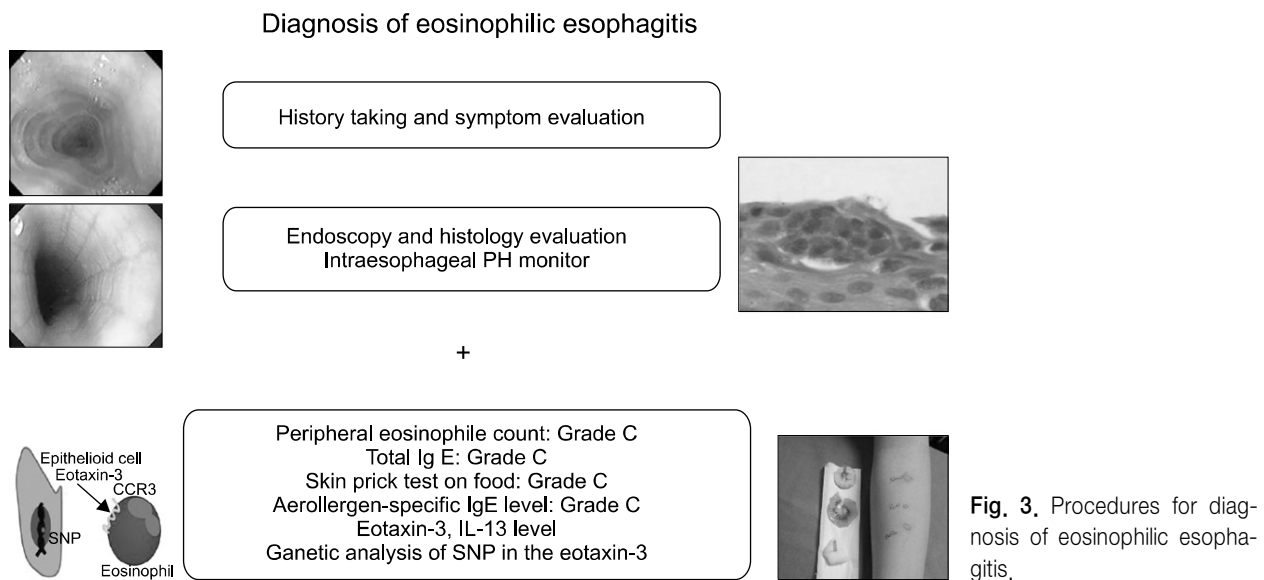 Diagnosis of eosinophilic esophagitis
History taking and symptom evaluation
Endoscopy and histology evaluation
Intraesophageal PH monitor
+
Epithelioid cell
Eotaxin-3
CCR3
SNP
Eosinophil
Peripheral eosinophile count: Grade C
Total Ig E: Grade C
Skin prick test on food: Grade C
Aerollergen-specific IgE level: Grade C
Eotaxin-3, IL-13 level
Ganetic analysis of SNP in the eotaxin-3
Fig. 3. Procedures for diag-
nosis of eosinophilic esopha-
gitis.